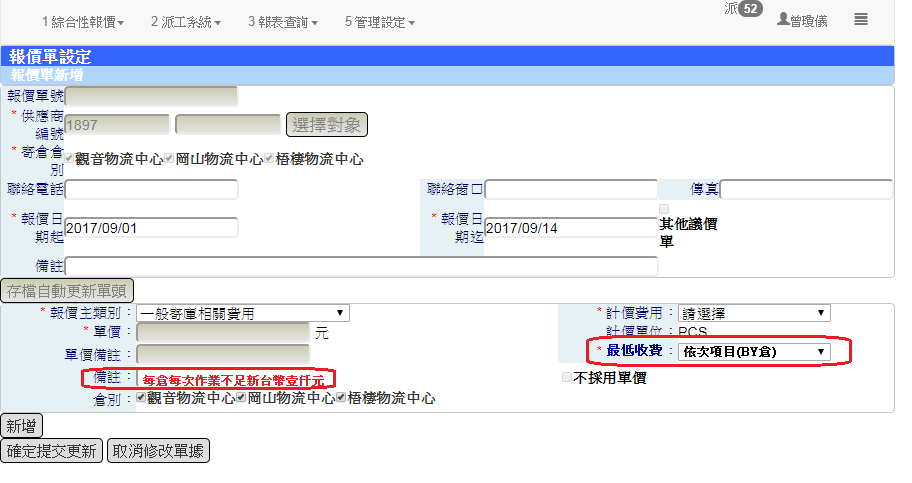 1 綜合性報價 2 派工系統 3 報表查詢 5 管理設定 派 52 曾瓊儀
報價單設定
報價單新增
報價單號
* 供應商編號 1897 選擇對象
* 寄倉倉別 觀音物流中心 岡山物流中心 梧棲物流中心
聯絡電話 聯絡窗口 傳真
* 報價日期起 2017/09/01 * 報價日期迄 2017/09/14 其他議價單
備註
存檔自動更新單頭
* 報價主類別： 一般寄庫相關費用 * 計價費用： 請選擇
* 單價： 元 計價單位： PCS
單價備註： * 最低收費： 依次項目(BY倉)
備註： 每倉每次作業不足新台幣壹仟元 不採用單價
倉別： 觀音物流中心 岡山物流中心 梧棲物流中心
新增
確定提交更新 取消修改單據